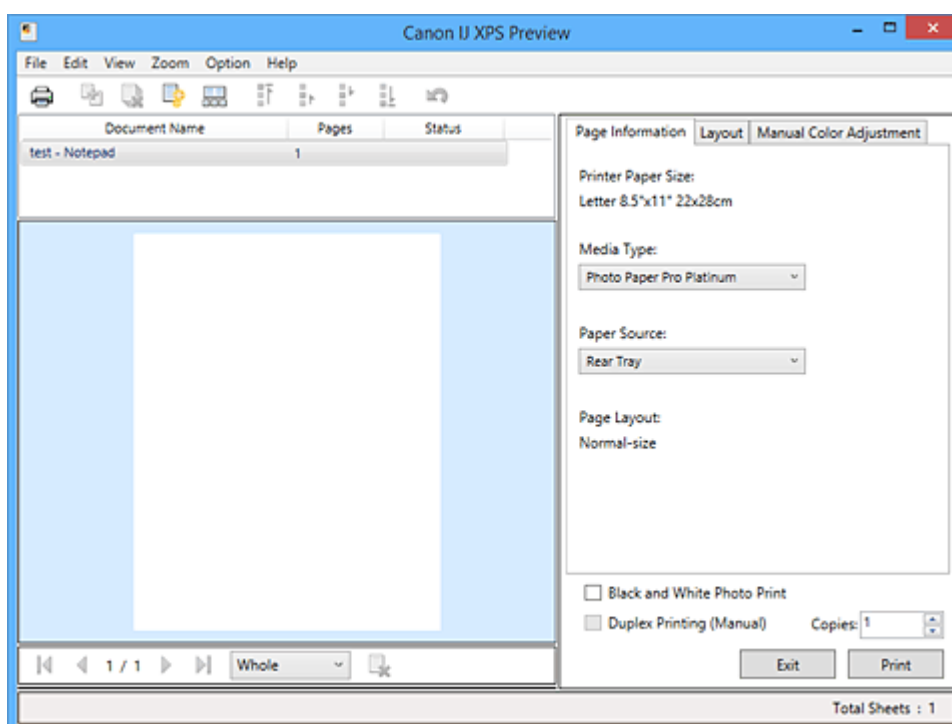 Canon IJ XPS Preview
File Edit View Zoom Option Help
Document Name Pages Status
test - Notepad 1
Page Information Layout Manual Color Adjustment
Printer Paper Size:
Letter 8.5"x11" 22x28cm
Media Type:
Photo Paper Pro Platinum
Paper Source:
Rear Tray
Page Layout:
Normal-size
Black and White Photo Print
Duplex Printing (Manual) Copies: 1
1 / 1 Whole
Exit Print
Total Sheets : 1